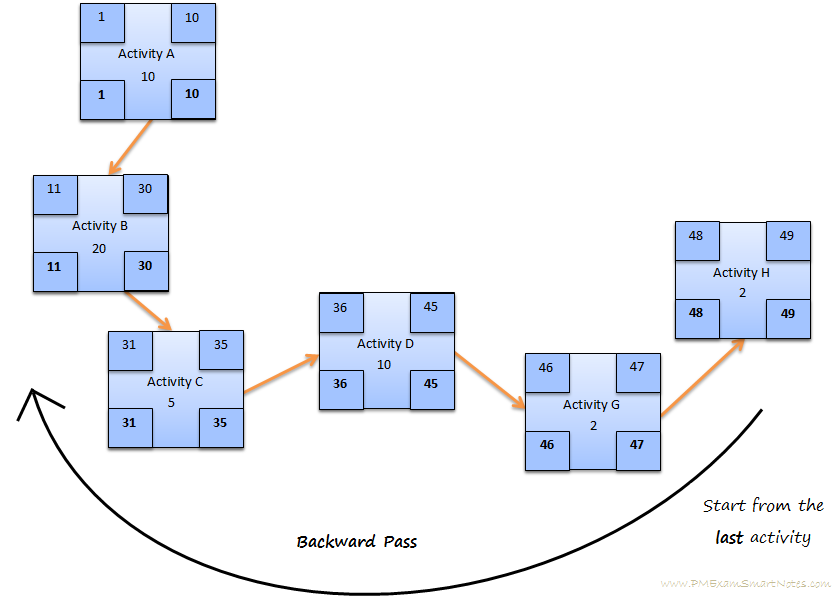 1 10
Activity A
10
1 10
11 30
Activity B
20
11 30
31 35
Activity C
5
31 35
36 45
Activity D
10
36 45
46 47
Activity G
2
46 47
48 49
Activity H
2
48 49
Backward Pass
Start from the
last activity
www.PMExamSmartNotes.com